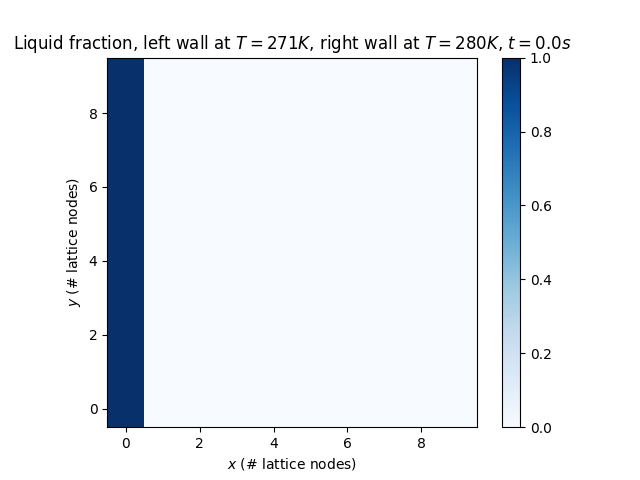 Liquid fraction, left wall at T = 271K, right wall at T = 280K, t = 0.0s
1.0
0.8
0.6
0.4
0.2
0.0
8
6
4
2
0
y (# lattice nodes)
0 2 4 6 8
x (# lattice nodes)